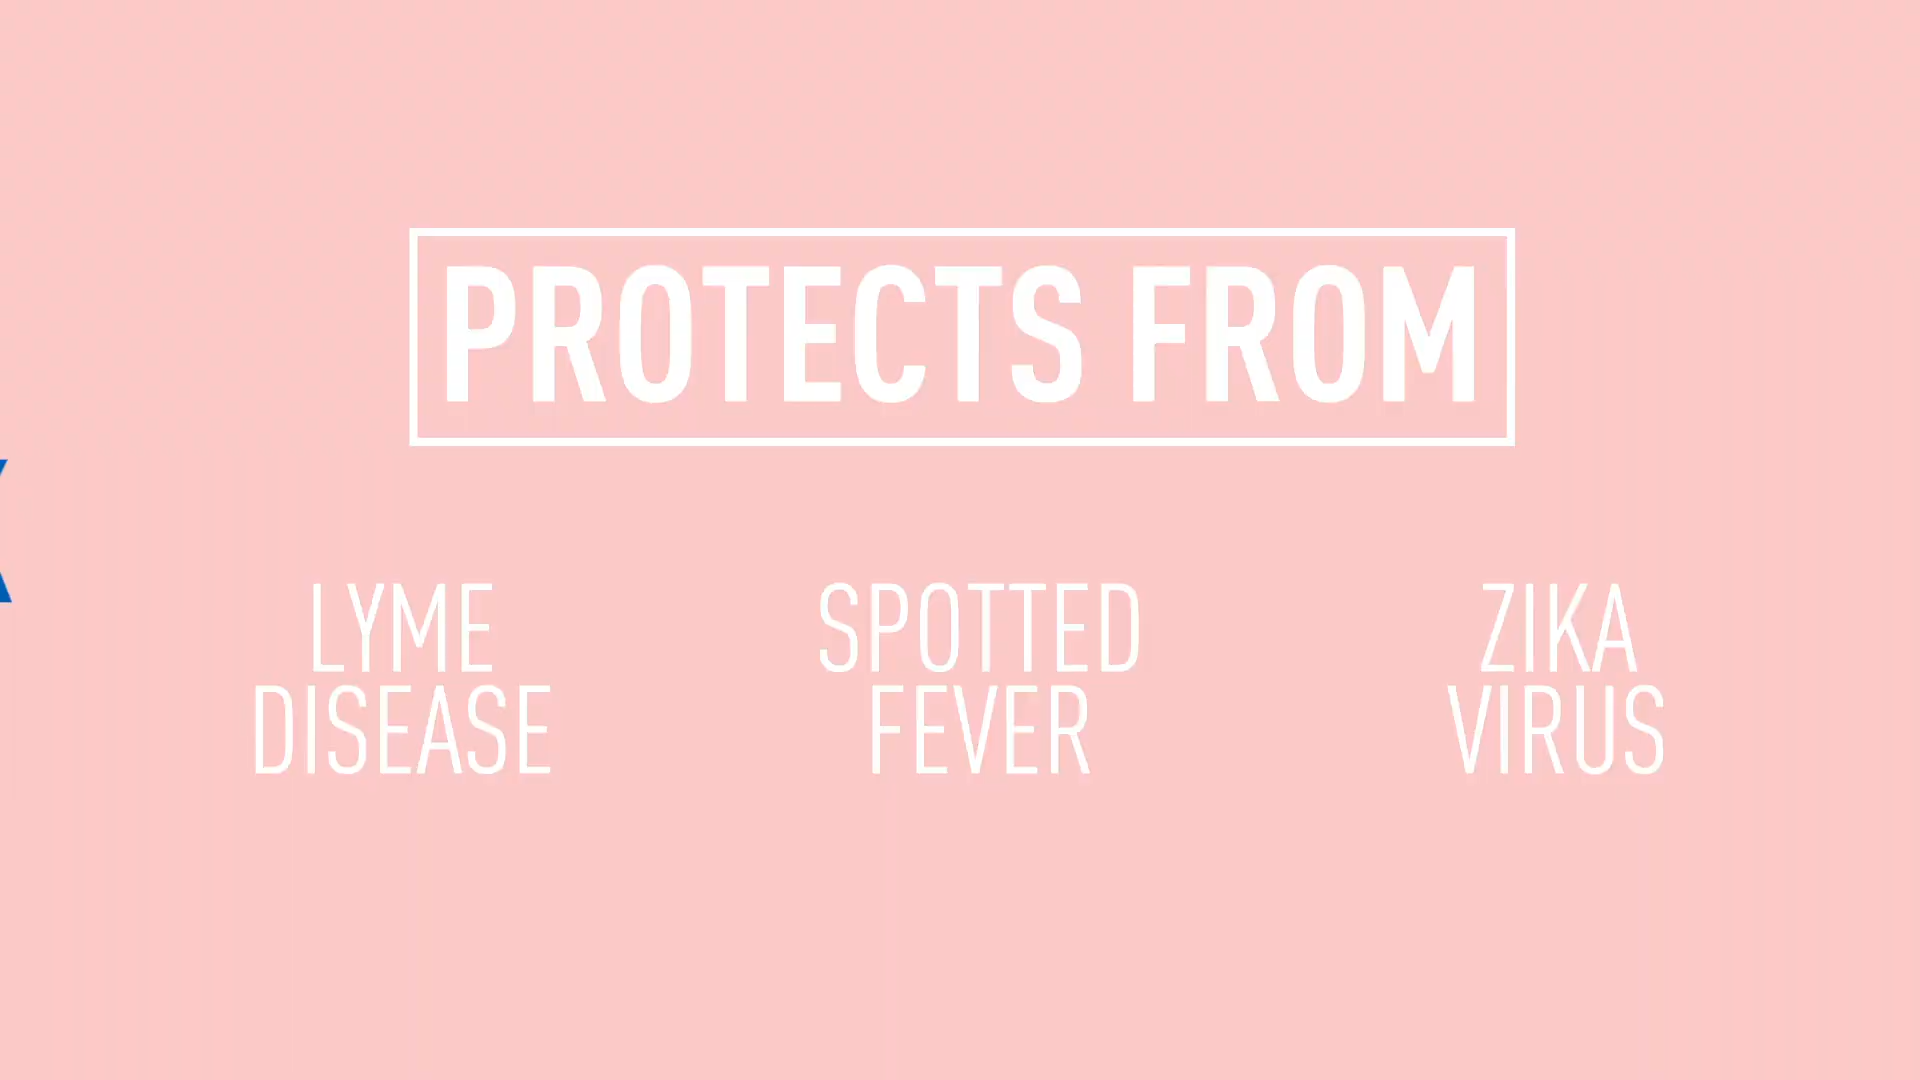 PROTECTS FROM
LYME
DISEASE
SPOTTED
FEVER
ZIKA
VIRUS